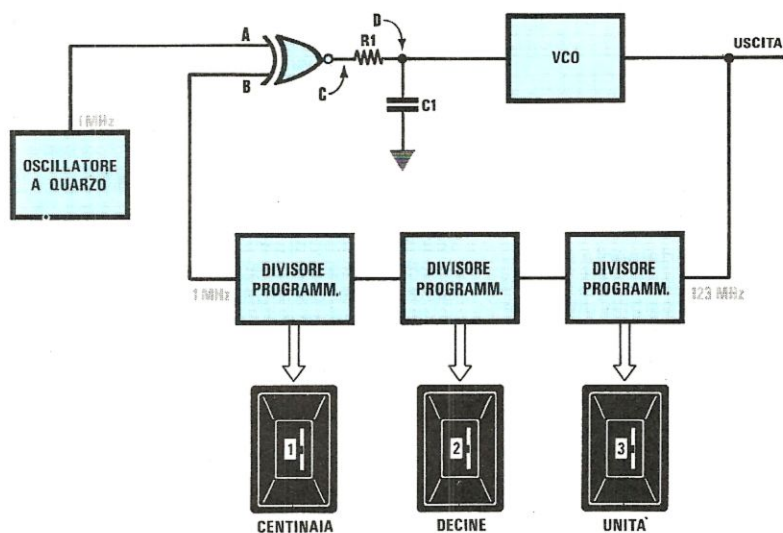 D
A
R1
VCO
USCITA
B
C
C1
1 MHz
OSCILLATORE
A QUARZO
DIVISORE
PROGRAMM.
DIVISORE
PROGRAMM.
DIVISORE
PROGRAMM.
1 MHz
123 MHz
1
2
3
CENTINAIA
DECINE
UNITA'